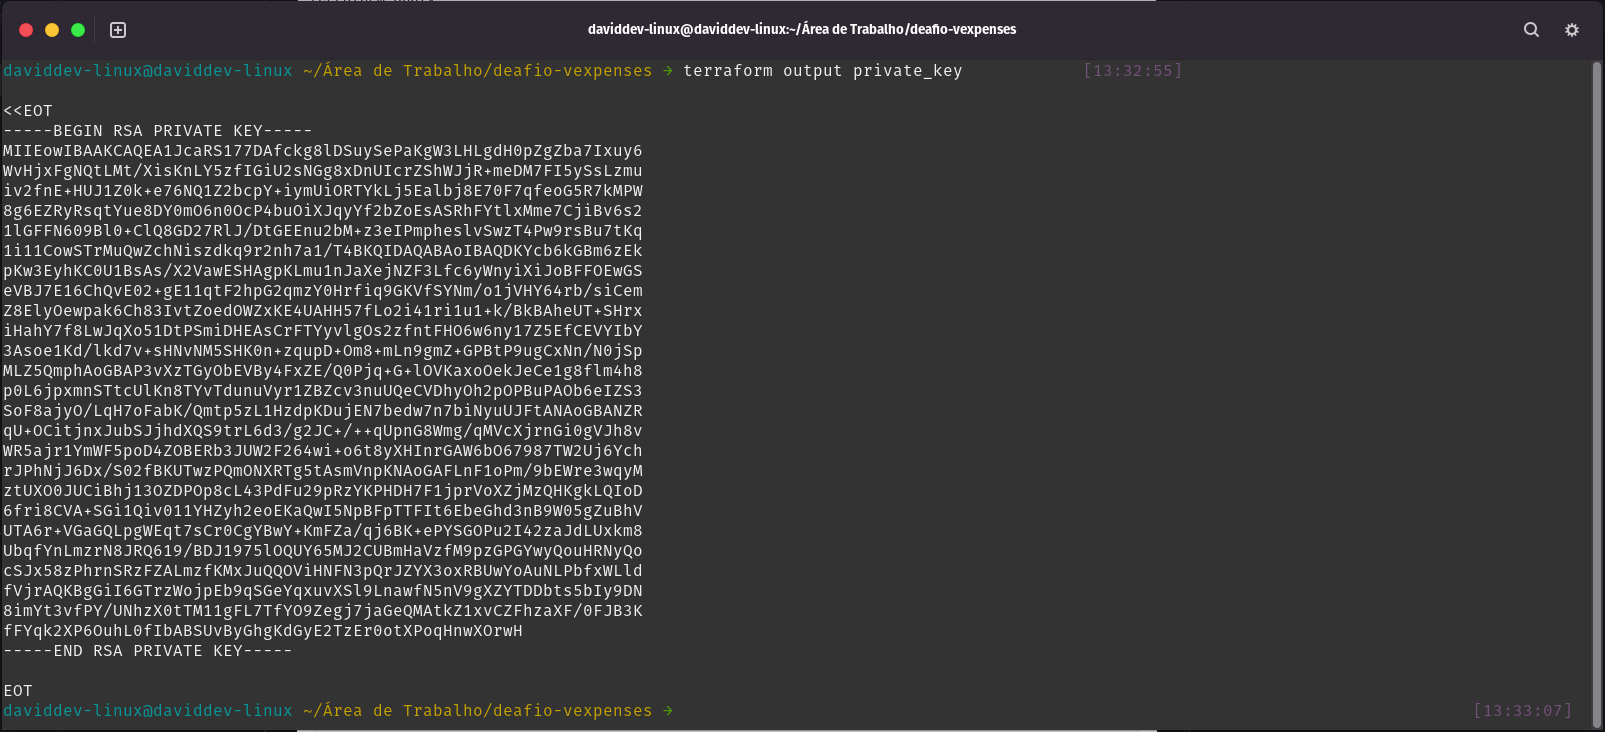 daviddev-linux@daviddev-linux:~/Área de Trabalho/deafio-vexpenses
daviddev-linux@daviddev-linux ~/Área de Trabalho/deafio-vexpenses → terraform output private_key [13:32:55]
<<EOT
-----BEGIN RSA PRIVATE KEY-----
MIIEowIBAAKCAQEA1JcaRS177DAfckg8lDSuySePaKgW3LHLgdH0pZgZba7Ixuy6
WvHjxFgNQtLMt/XisKnLY5zfIGiU2sNGg8xDnUIcrZShWJjR+meDM7FI5ySsLzmu
iv2fnE+HUJ1Z0k+e76NQ1Z2bcpY+iymUiORTYkLj5Ealbj8E70F7qfeoG5R7kMPW
8g6EZRyRsqtYue8DY0mO6n0OcP4buOiXJqyYf2bZoEsASRhFYtlxMme7CjiBv6s2
1lGFFN609Bl0+ClQ8GD27RlJ/DtGEEnu2bM+z3eIPmpheslvSwzT4Pw9rsBu7tKq
1i11CowSTrMuQwZchNiszdkq9r2nh7a1/T4BKQIDAQABAoIBAQDKYcb6kGBm6zEk
pKw3EyhKC0U1BsAs/X2VawESHAgpKLmu1nJaXejNZF3Lfc6yWnyiXiJoBFFOEwGS
eVBJ7E16ChQvE02+gE11qtF2hpG2qmzY0Hrfiq9GKVfSYNm/o1jVHY64rb/siCem
Z8ElyOewpak6Ch83IvtZoedOWZxKE4UAHH57fLo2i41ri1u1+k/BkBAheUT+SHrx
iHahY7f8LwJqXo51DtPSmiDHEAsCrFTYyvlgOs2zfntFHO6w6ny17Z5EfCEVYIbY
3Asoe1Kd/lkd7v+sHNvNM5SHK0n+zqupD+Om8+mLn9gmZ+GPBtP9ugCxNn/N0jSp
MLZ5QmphAoGBAP3vXzTGyObEVBy4FxZE/Q0Pjq+G+lOVKaxoOekJeCe1g8flm4h8
p0L6jpxmnSTtcUlKn8TYvTdunuVyr1ZBZcv3nuUQeCVDhyOh2pOPBuPAOb6eIZS3
SoF8ajyO/LqH7oFabK/Qmtp5zL1HzdpKDujEN7bedw7n7biNyuUJFtANAoGBANZR
qU+OCitjnxJubSJjhdXQS9trL6d3/g2JC+/++qUpnG8Wmg/qMVcXjrnGi0gVJh8v
WR5ajr1YmWF5poD4ZOBERb3JUW2F264wi+o6t8yXHInrGAW6bO67987TW2Uj6Ych
rJPhNjJ6Dx/S02fBKUTwzPQmONXRTg5tAsmVnpKNAoGAFLnF1oPm/9bEWre3wqyM
ztUXO0JUCiBhj13OZDPOp8cL43PdFu29pRzYKPHDH7F1jprVoXZjMzQHKgkLQIoD
6fri8CVA+SGi1Qiv011YHZyh2eoEKaQwI5NpBFpTTFIt6EbeGhd3nB9W05gZuBhV
UTA6r+VGaGQLpgWEqt7sCr0CgYBwY+KmFZa/qj6BK+ePYSGOPu2I42zaJdLUxkm8
UbqfYnLmzrN8JRQ619/BDJ1975lOQUY65MJ2CUBmHaVzfM9pzGPGYwyQouHRNyQo
cSJx58zPhrnSRzFZALmzfKMxJuQQOViHNFN3pQrJZYX3oxRBUwYoAuNLPbfxWLld
fVjrAQKBgGiI6GTrzWojpEb9qSGeYqxuvXSl9LnawfN5nV9gXZYTDDbts5bIy9DN
8imYt3vfPY/UNhzX0tTM11gFL7TfYO9Zegj7jaGeQMAtkZ1xvCZFhzaXF/0FJB3K
fFYqk2XP6OuhL0fIbABSUvByGhgKdGyE2TzEr0otXPoqHnwXOrwH
-----END RSA PRIVATE KEY-----
EOT
daviddev-linux@daviddev-linux ~/Área de Trabalho/deafio-vexpenses → [13:33:07]